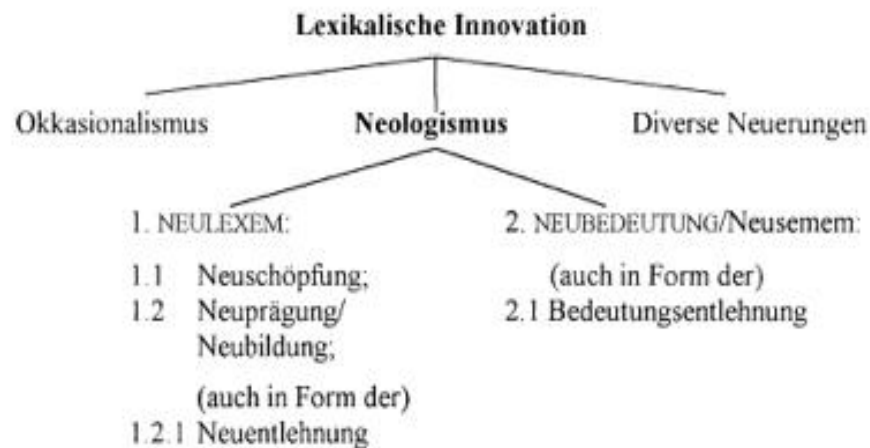 Lexikalische Innovation
Okkasionalismus Neologismus Diverse Neuerungen
1. NEULEXEM:
1.1 Neuschöpfung;
1.2 Neuprägung/
Neubildung;
(auch in Form der)
1.2.1 Neuentlehnung
2. NEUBEDEUTUNG/Neusemem:
(auch in Form der)
2.1 Bedeutungsentlehnung